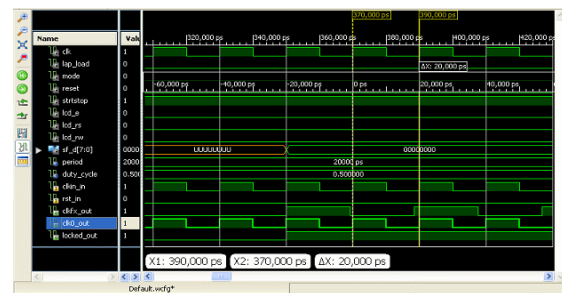 370,000 ps 390,000 ps
Name Valu
320,000 ps 340,000 ps 360,000 ps 380,000 ps 400,000 ps 420,000 ps
clk 1
lap_load 0
ΔX: 20,000 ps
mode 0
reset 0
-60,000 ps -40,000 ps -20,000 ps 0 ps 20,000 ps 40,000 ps
strtstop 1
lcd_e 0
lcd_rs 0
lcd_rw 0
sf_d[7:0] 0000 UUUUUUUU 00000000
period 2000 20000 ps
duty_cycle 0.500 0.500000
clkin_in 1
rst_in 0
clkfx_out 1
clk0_out 1
locked_out 1
X1: 390,000 ps X2: 370,000 ps ΔX: 20,000 ps
Default.wcfg*